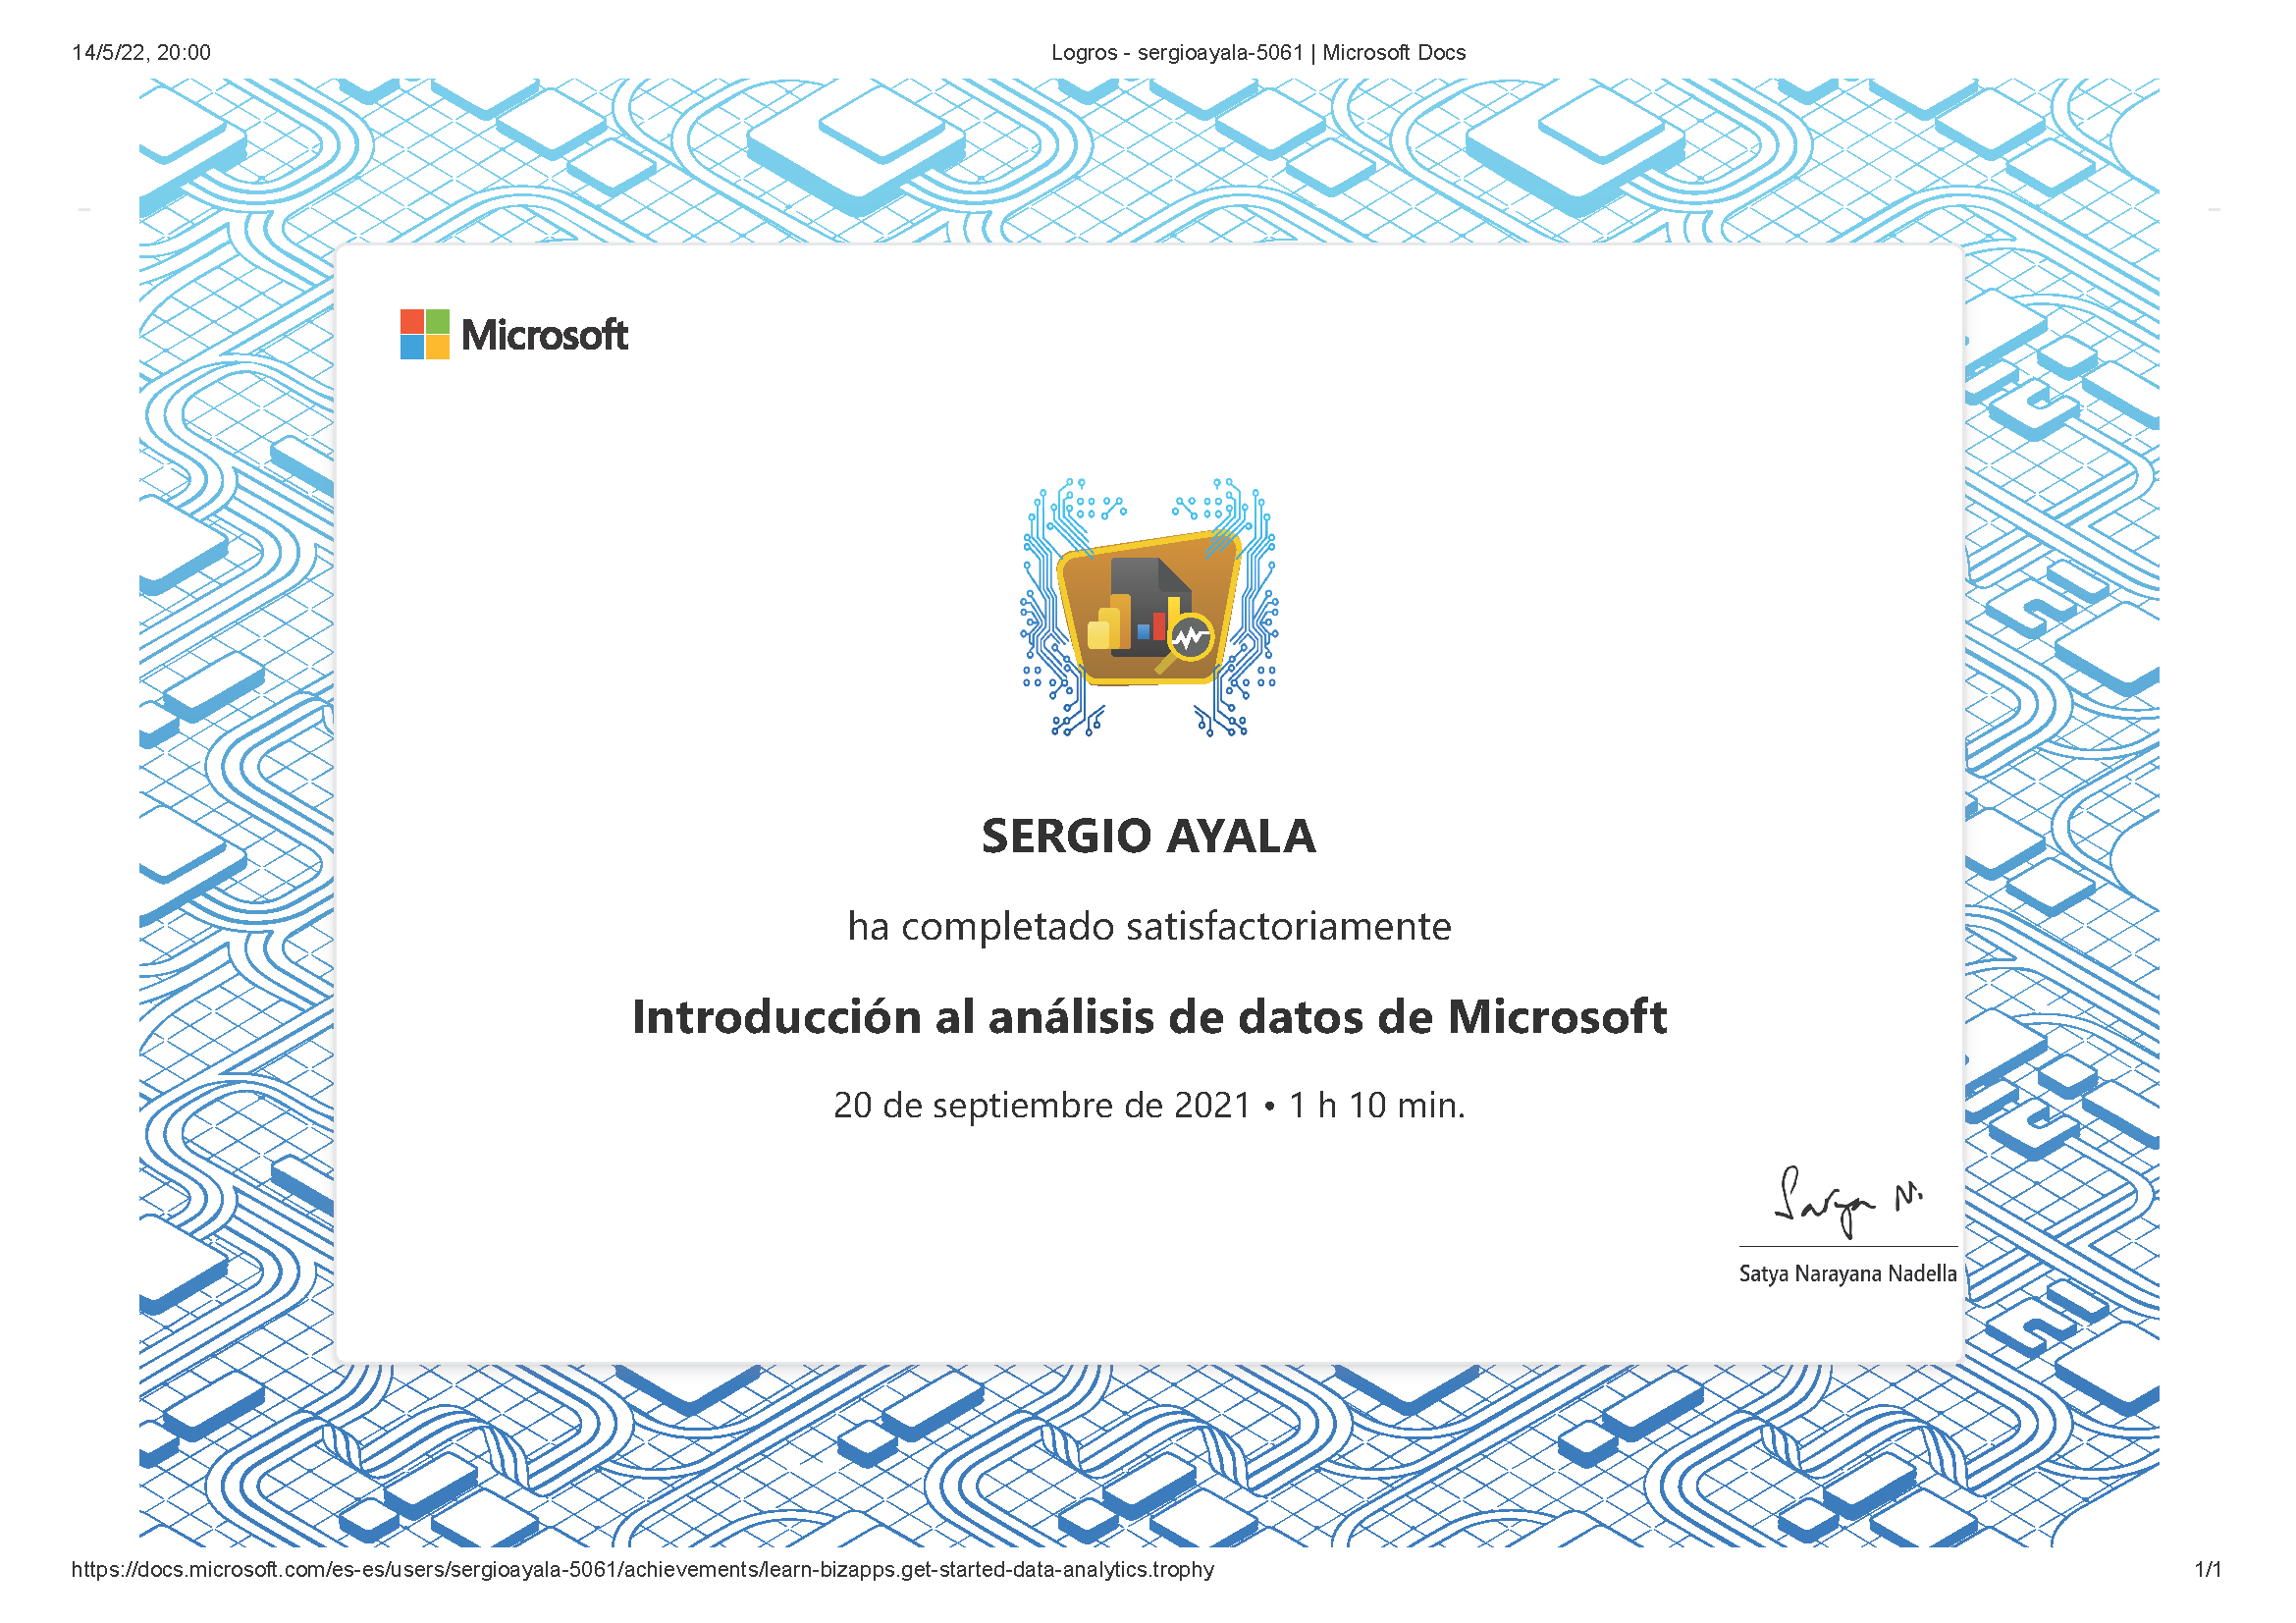 14/5/22, 20:00
Logros - sergioayala-5061 | Microsoft Docs
Microsoft
SERGIO AYALA
ha completado satisfactoriamente
Introducción al análisis de datos de Microsoft
20 de septiembre de 2021 • 1 h 10 min.
Satya N.
Satya Narayana Nadella
https://docs.microsoft.com/es-es/users/sergioayala-5061/achievements/learn-bizapps.get-started-data-analytics.trophy
1/1